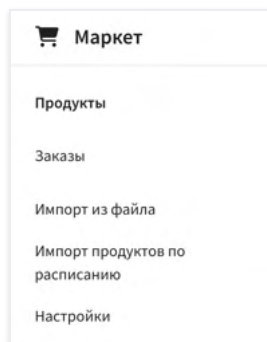 Маркет
Продукты
Заказы
Импорт из файла
Импорт продуктов по
расписанию
Настройки